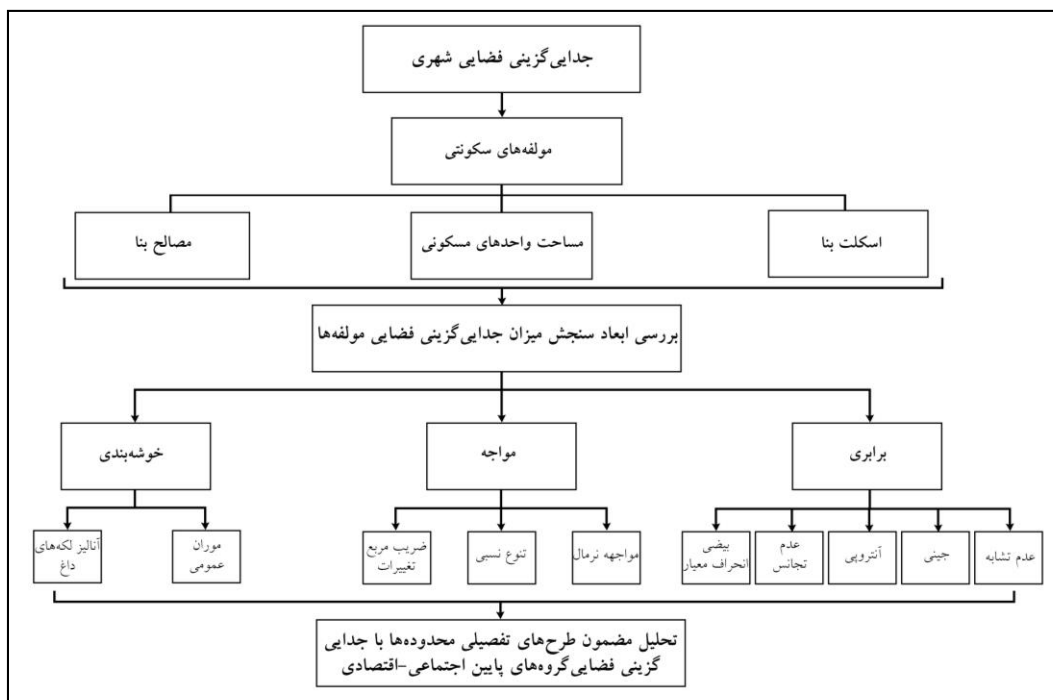 جدایی‌گزینی فضایی شهری
مولفه‌های سکونتی
اسکلت بنا
مساحت واحدهای مسکونی
مصالح بنا
بررسی ابعاد سنجش میزان جدایی‌گزینی فضایی مولفه‌ها
برابری
مواجه
خوشه‌بندی
عدم تشابه
جینی
آنتروپی
عدم
تجانس
بیضی
انحراف معیار
مواجهه نرمال
تنوع نسبی
ضریب مربع
تغییرات
موران
عمومی
آنالیز لکه‌های
داغ
تحلیل مضمون طرح‌های تفصیلی محدوده‌ها با جدایی
گزینی فضایی‌گروه‌های پایین اجتماعی-اقتصادی